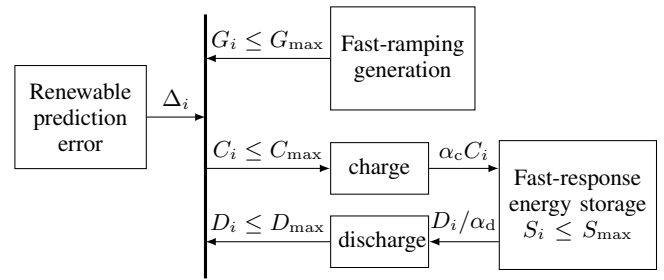 G_i ≤ G_max
Fast-ramping
generation
Renewable
prediction
error
Δ_i
C_i ≤ C_max
charge
α_c C_i
Fast-response
energy storage
S_i ≤ S_max
D_i ≤ D_max
discharge
D_i/α_d